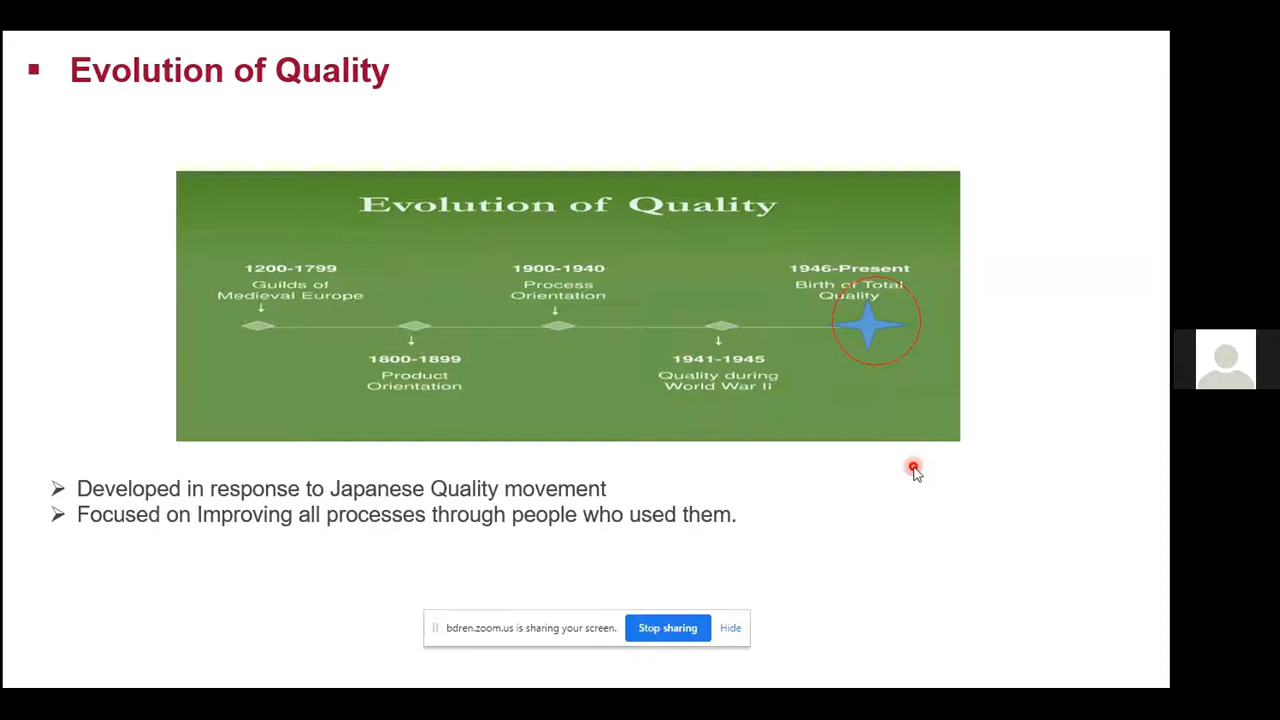 Evolution of Quality
Evolution of Quality
1200-1799
Guilds of
Medieval Europe
1800-1899
Product
Orientation
1900-1940
Process
Orientation
1941-1945
Quality during
World War II
1946-Present
Birth of Total
Quality
Developed in response to Japanese Quality movement
Focused on Improving all processes through people who used them.
bdren.zoom.us is sharing your screen. Stop sharing Hide